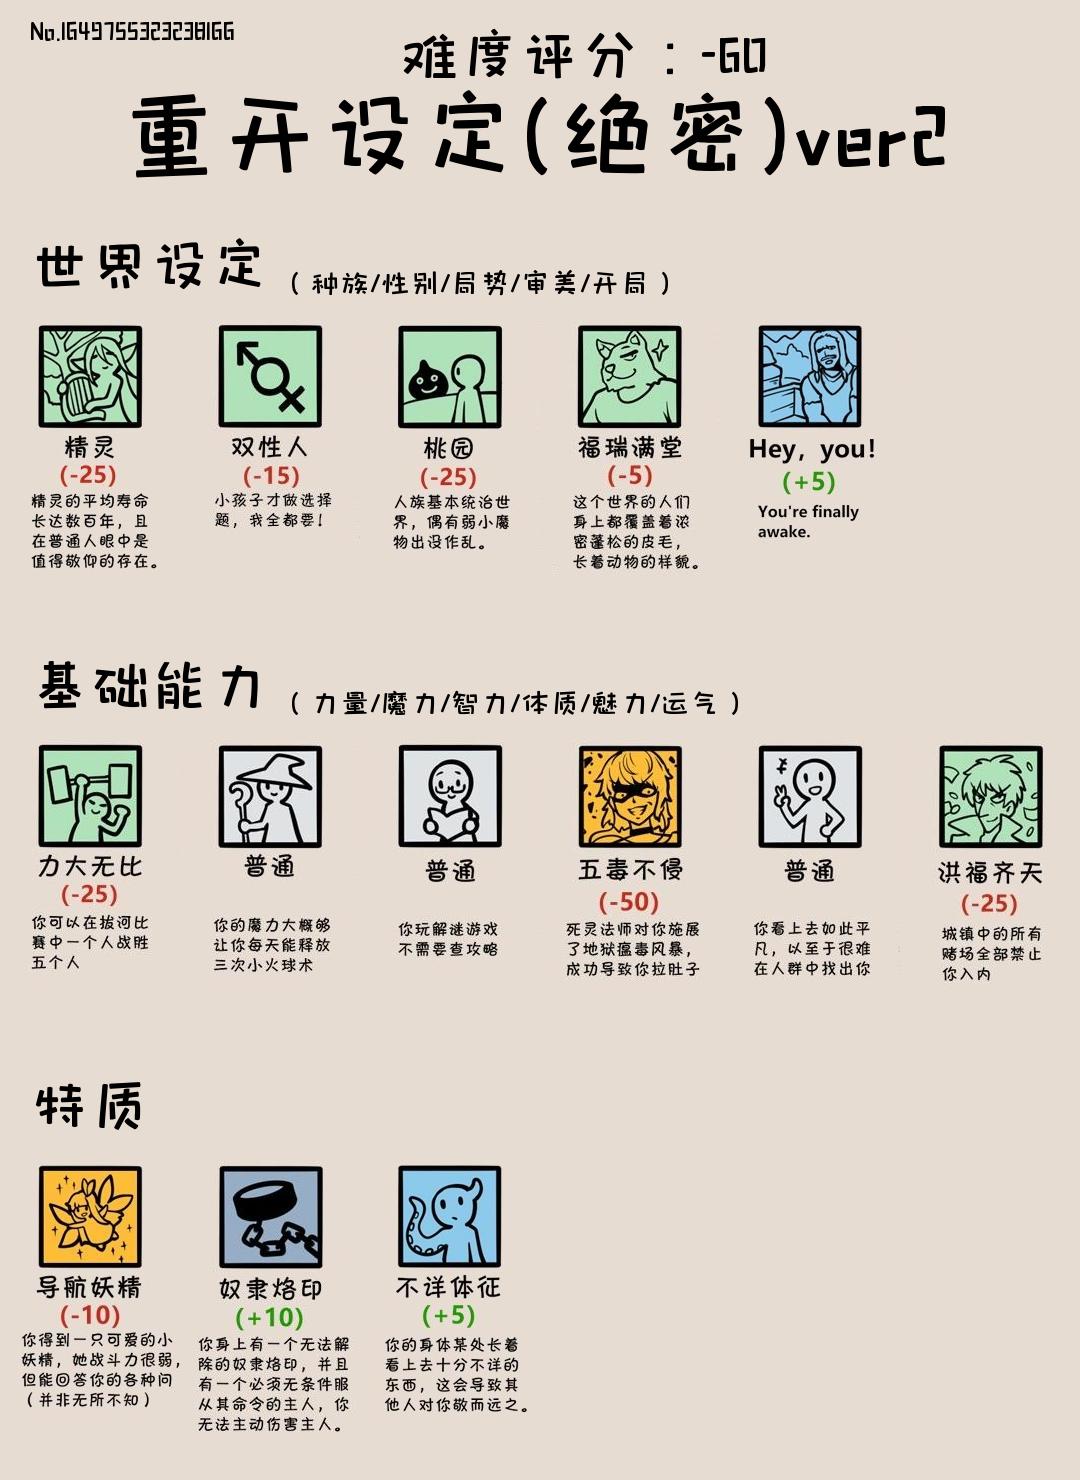 No.1649755323238166
难度评分：-60
重开设定(绝密)ver2
世界设定（种族/性别/局势/审美/开局）
精灵
(-25)
精灵的平均寿命
长达数百年，且
在普通人眼中是
值得敬仰的存在。
双性人
(-15)
小孩子才做选择
题，我全都要！
桃园
(-25)
人族基本统治世
界，偶有弱小魔
物出没作乱。
福瑞满堂
(-5)
这个世界的人们
身上都覆盖着浓
密蓬松的皮毛，
长着动物的样貌。
Hey, you!
(+5)
You're finally
awake.
基础能力（力量/魔力/智力/体质/魅力/运气）
力大无比
(-25)
你可以在拔河比
赛中一个人战胜
五个人
普通
你的魔力大概够
让你每天能释放
三次小火球术
普通
你玩解谜游戏
不需要查攻略
五毒不侵
(-50)
死灵法师对你施展
了地狱瘟毒风暴，
成功导致你拉肚子
普通
你看上去如此平
凡，以至于很难
在人群中找出你
洪福齐天
(-25)
城镇中的所有
赌场全部禁止
你入内
特质
导航妖精
(-10)
你得到一只可爱的小
妖精，她战斗力很弱，
但能回答你的各种问
（并非无所不知）
奴隶烙印
(+10)
你身上有一个无法解
除的奴隶烙印，并且
有一个必须无条件服
从其命令的主人，你
无法主动伤害主人。
不详体征
(+5)
你的身体某处长着
看上去十分不详的
东西，这会导致其
他人对你敬而远之。